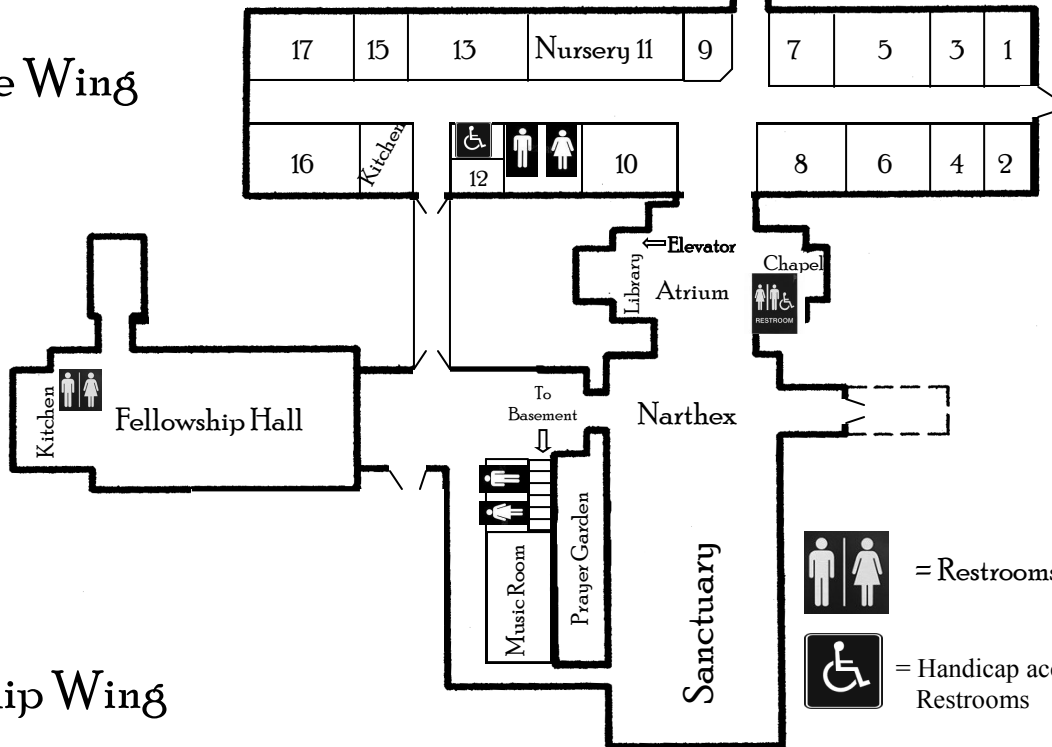 17 15 13 Nursery 11 9 7 5 3 1
Wing
16 Kitchen 12 10 8 6 4 2
Elevator
Library
Atrium
Chapel
RESTROOM
Kitchen
Fellowship Hall
To
Basement
Narthex
Music Room
Prayer Garden
Sanctuary
= Restrooms
= Handicap
Restrooms
Wing